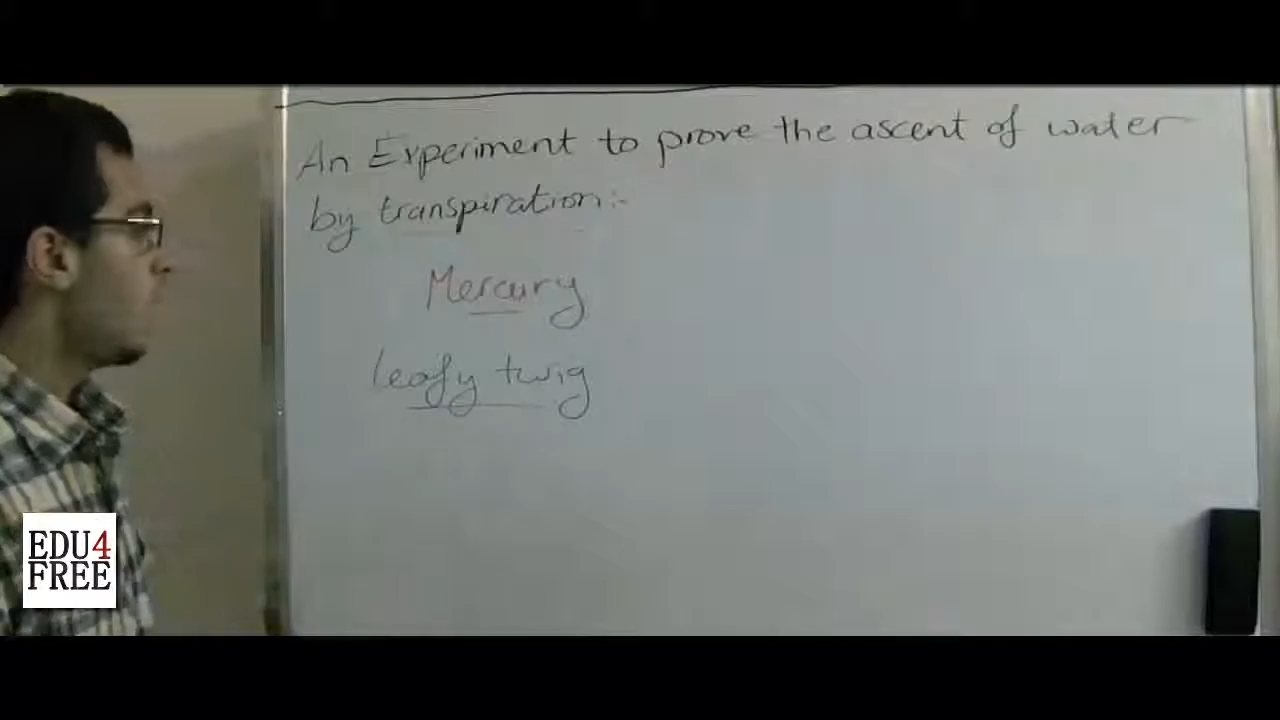 An Experiment to prove the ascent of water
by transpiration:-
Mercury
leafy twig
EDU4
FREE